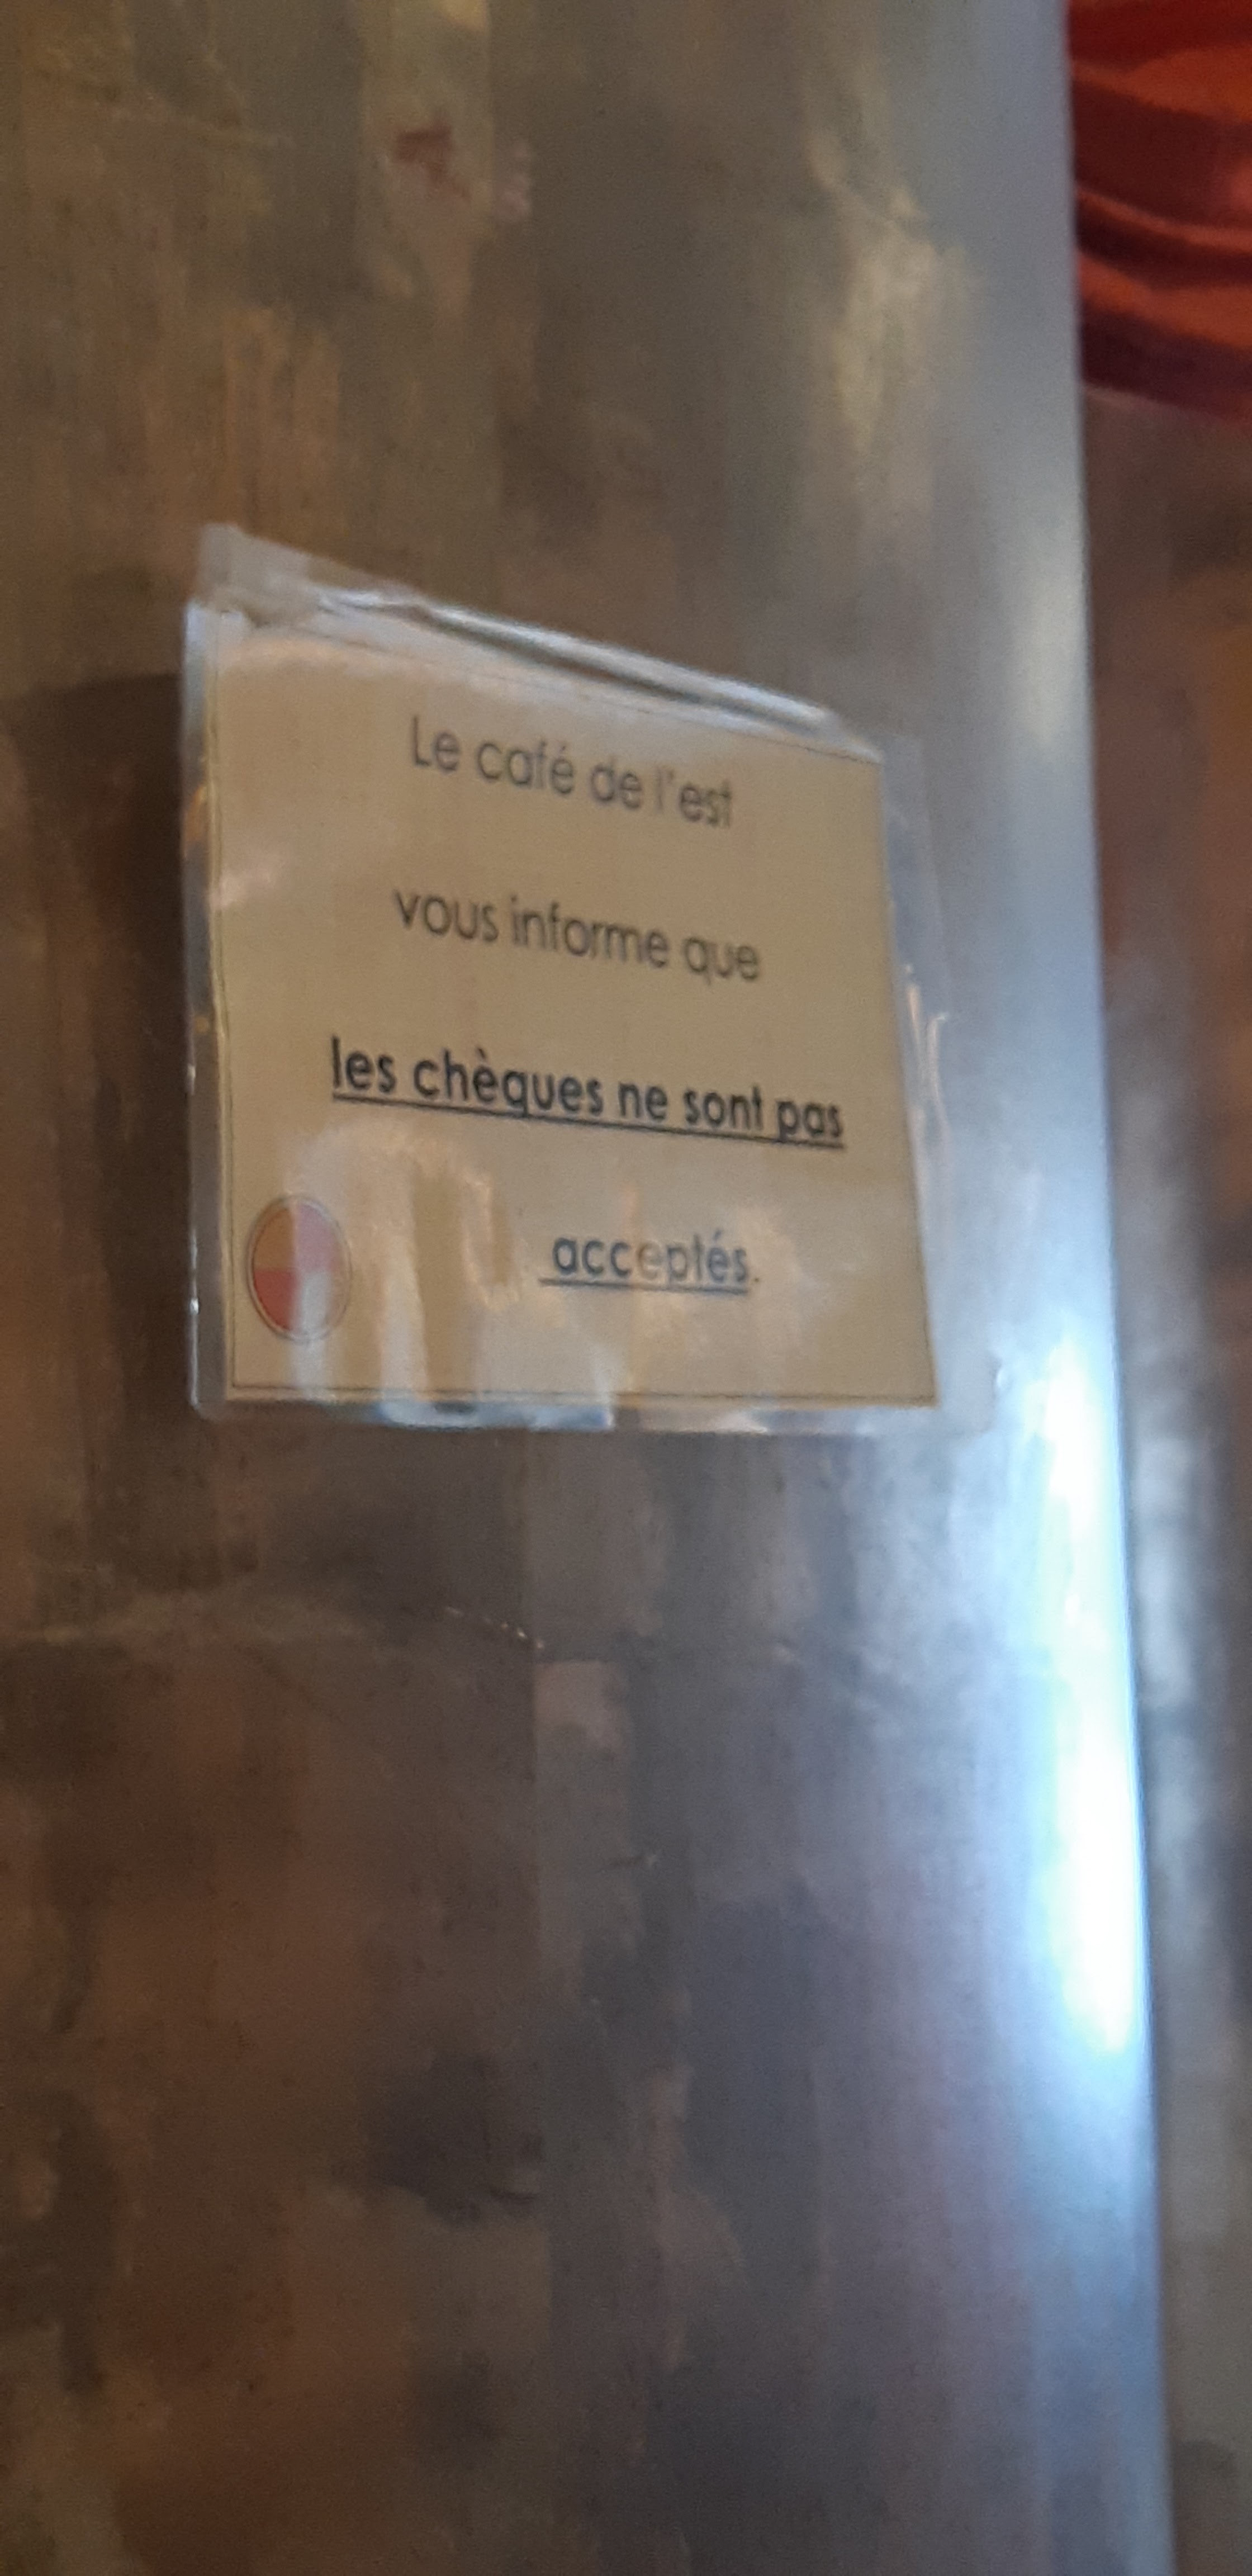 Le café de l'est
vous informe que
les chèques ne sont pas
acceptés.